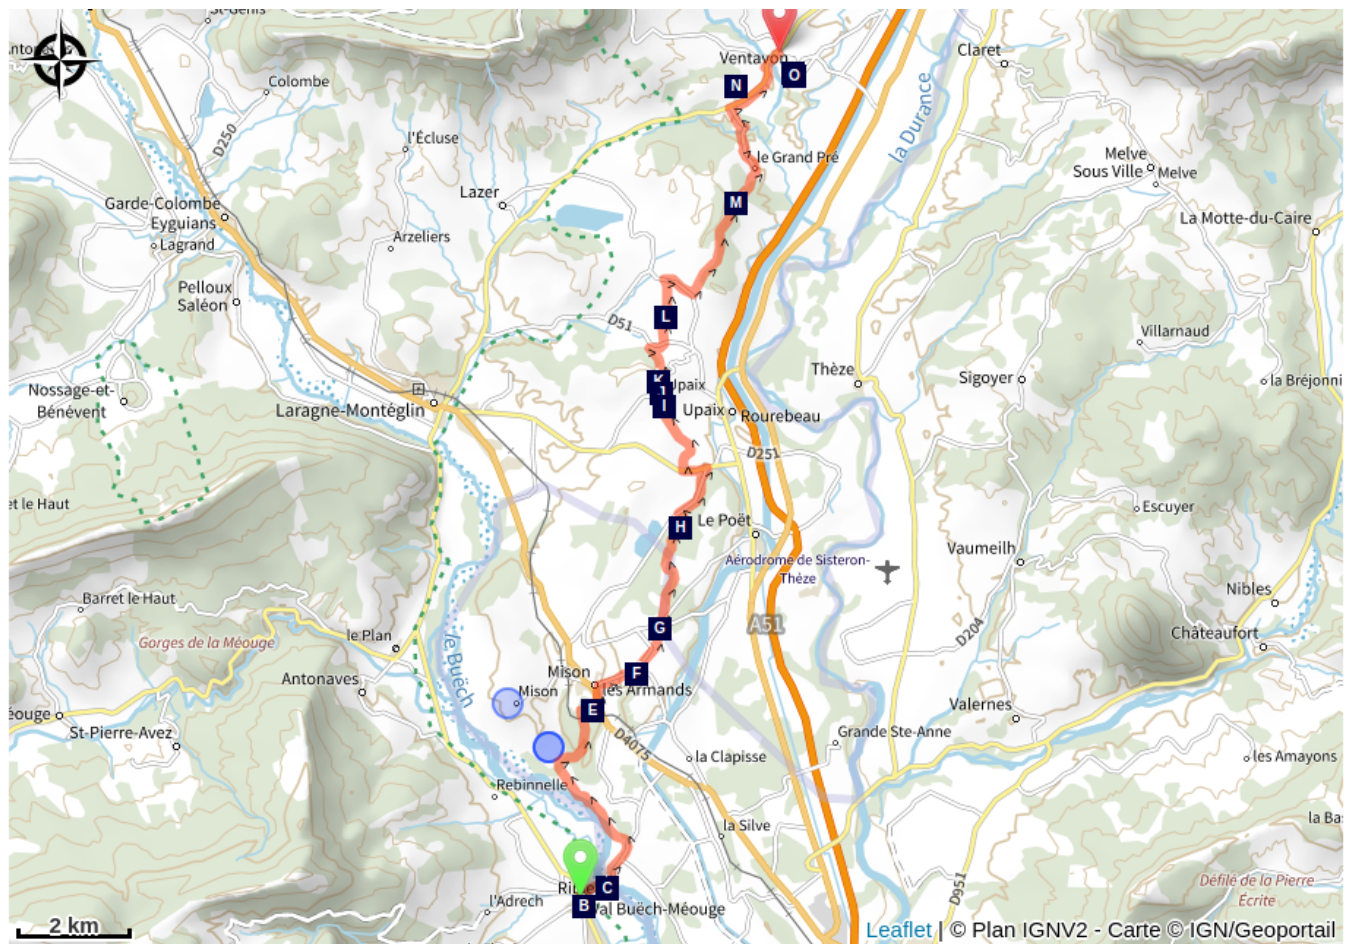 St-Genis
Claret
Ventavon
O
N
Colombe
D250
l'Écluse
la Durance
le Grand Pré
Melve
Sous Ville
Melve
Lazer
Garde-Colombe
Eyguians
Lagrand
M
La Motte-du-Caire
Arzeliers
Pelloux
Saléon
L
D51
Villarnaud
Thèze
Sigoyer
la Bréjonni
Nossage-et-
Bénévent
K
Upaix
J
I
Laragne-Montéglin
Upaix
Rourebeau
D251
et le Haut
Escuyer
H
Le Poët
Vaumeilh
Aérodrome de Sisteron-
Thèze
Barret le Haut
Nibles
Gorges de la Méouge
le Plan
le Buëch
G
A51
D204
Châteaufort
Mison
F
Antonaves
Mison
les Armands
E
Valernes
éouge
St-Pierre-Avez
D4075
Grande Ste-Anne
la Clapisse
les Amayons
Rebinnelle
la Silve
la Ba
C
l'Adrech
B
Val Buëch-Méouge
D951
Défilé de la Pierre
Ecrite
2 km
Leaflet | © Plan IGNV2 - Carte © IGN/Geoportail